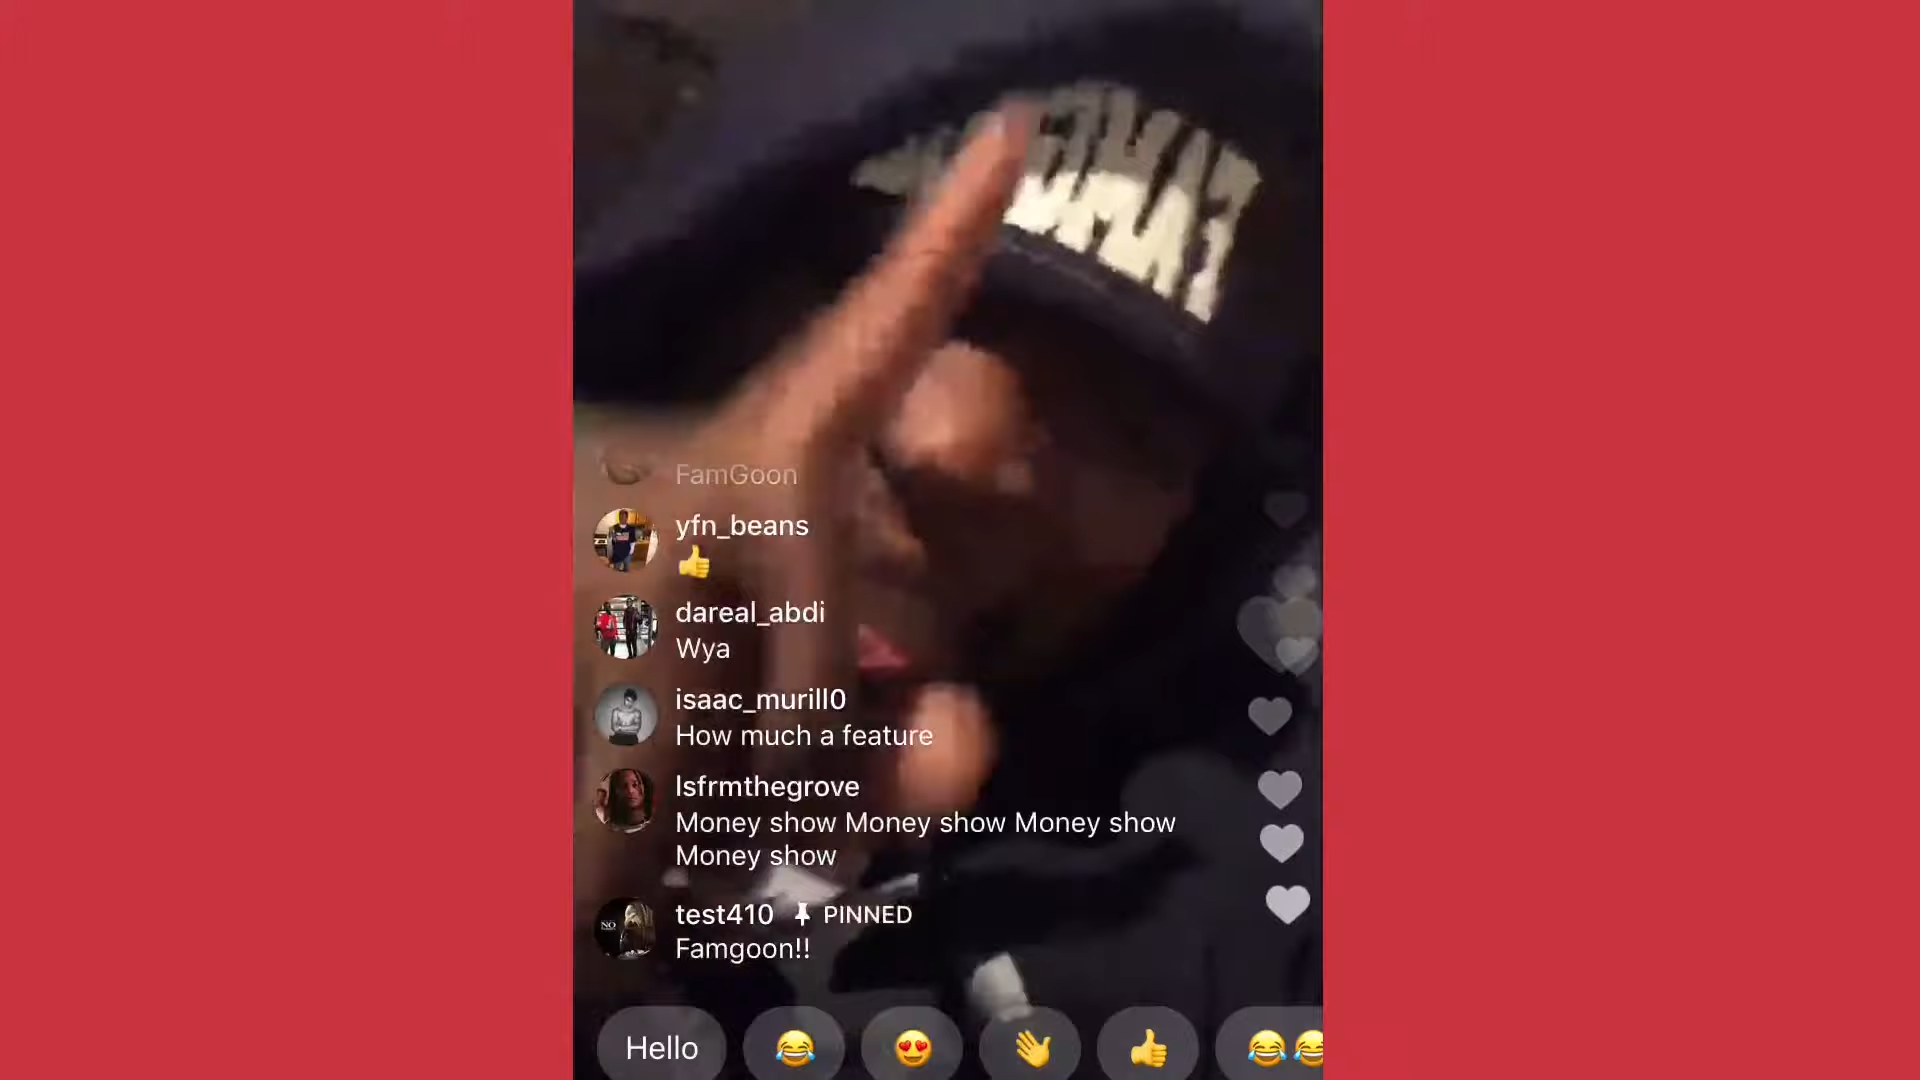 FamGoon
yfn_beans
👍
dareal_abdi
Wya
isaac_murill0
How much a feature
lsfrmthegrove
Money show Money show Money show
Money show
NO
test410 PINNED
Famgoon!!
Hello 😂 😍 👋 👍 😂😂